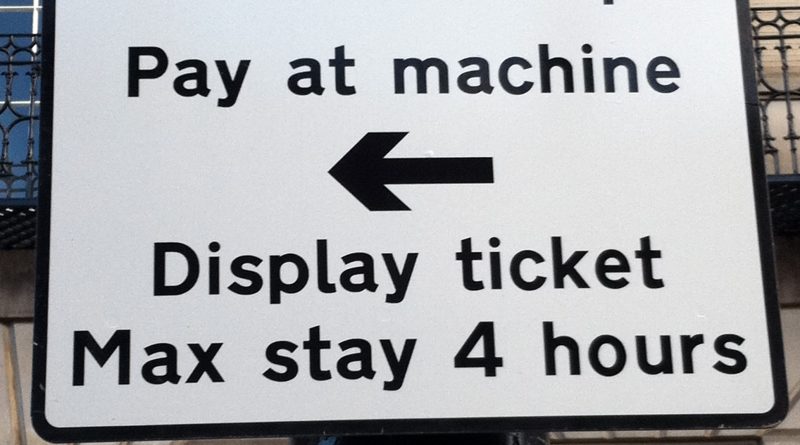 Pay at machine
Display ticket
Max stay 4 hours